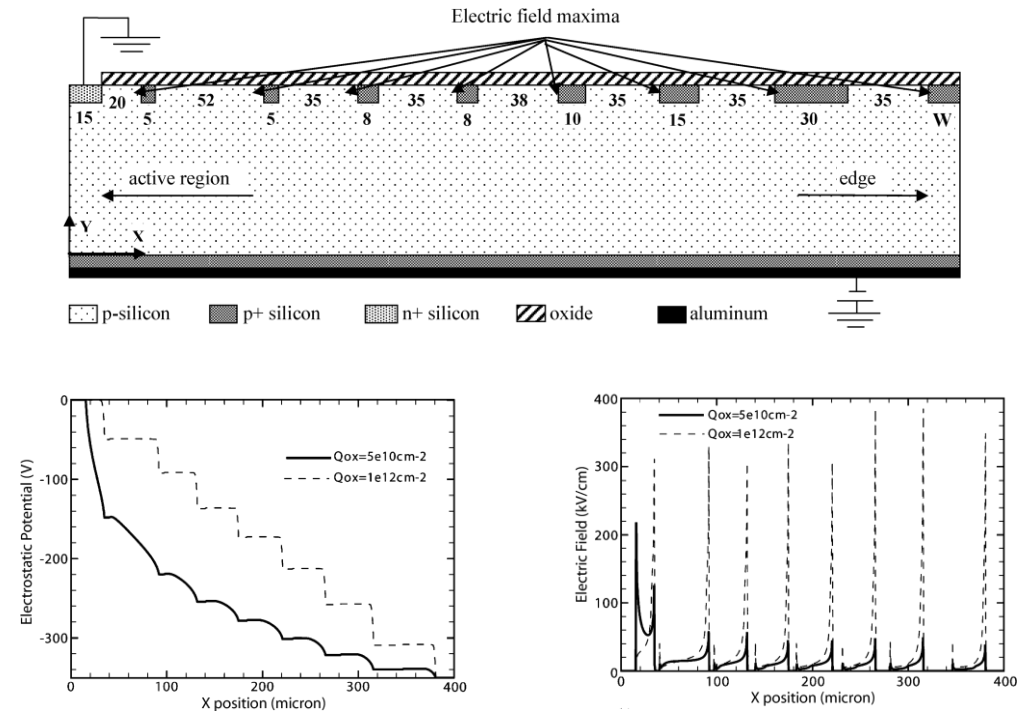 Electric field maxima
20 52 35 35 38 35 35 35
15 5 5 8 8 10 15 30 W
active region
edge
Y
X
p-silicon p+ silicon n+ silicon oxide aluminum
0
-100
-200
-300
Electrostatic Potential (V)
Qox=5e10cm-2
Qox=1e12cm-2
0 100 200 300 400
X position (micron)
400
300
200
100
0
Electric Field (kV/cm)
Qox=5e10cm-2
Qox=1e12cm-2
0 100 200 300 400
X position (micron)